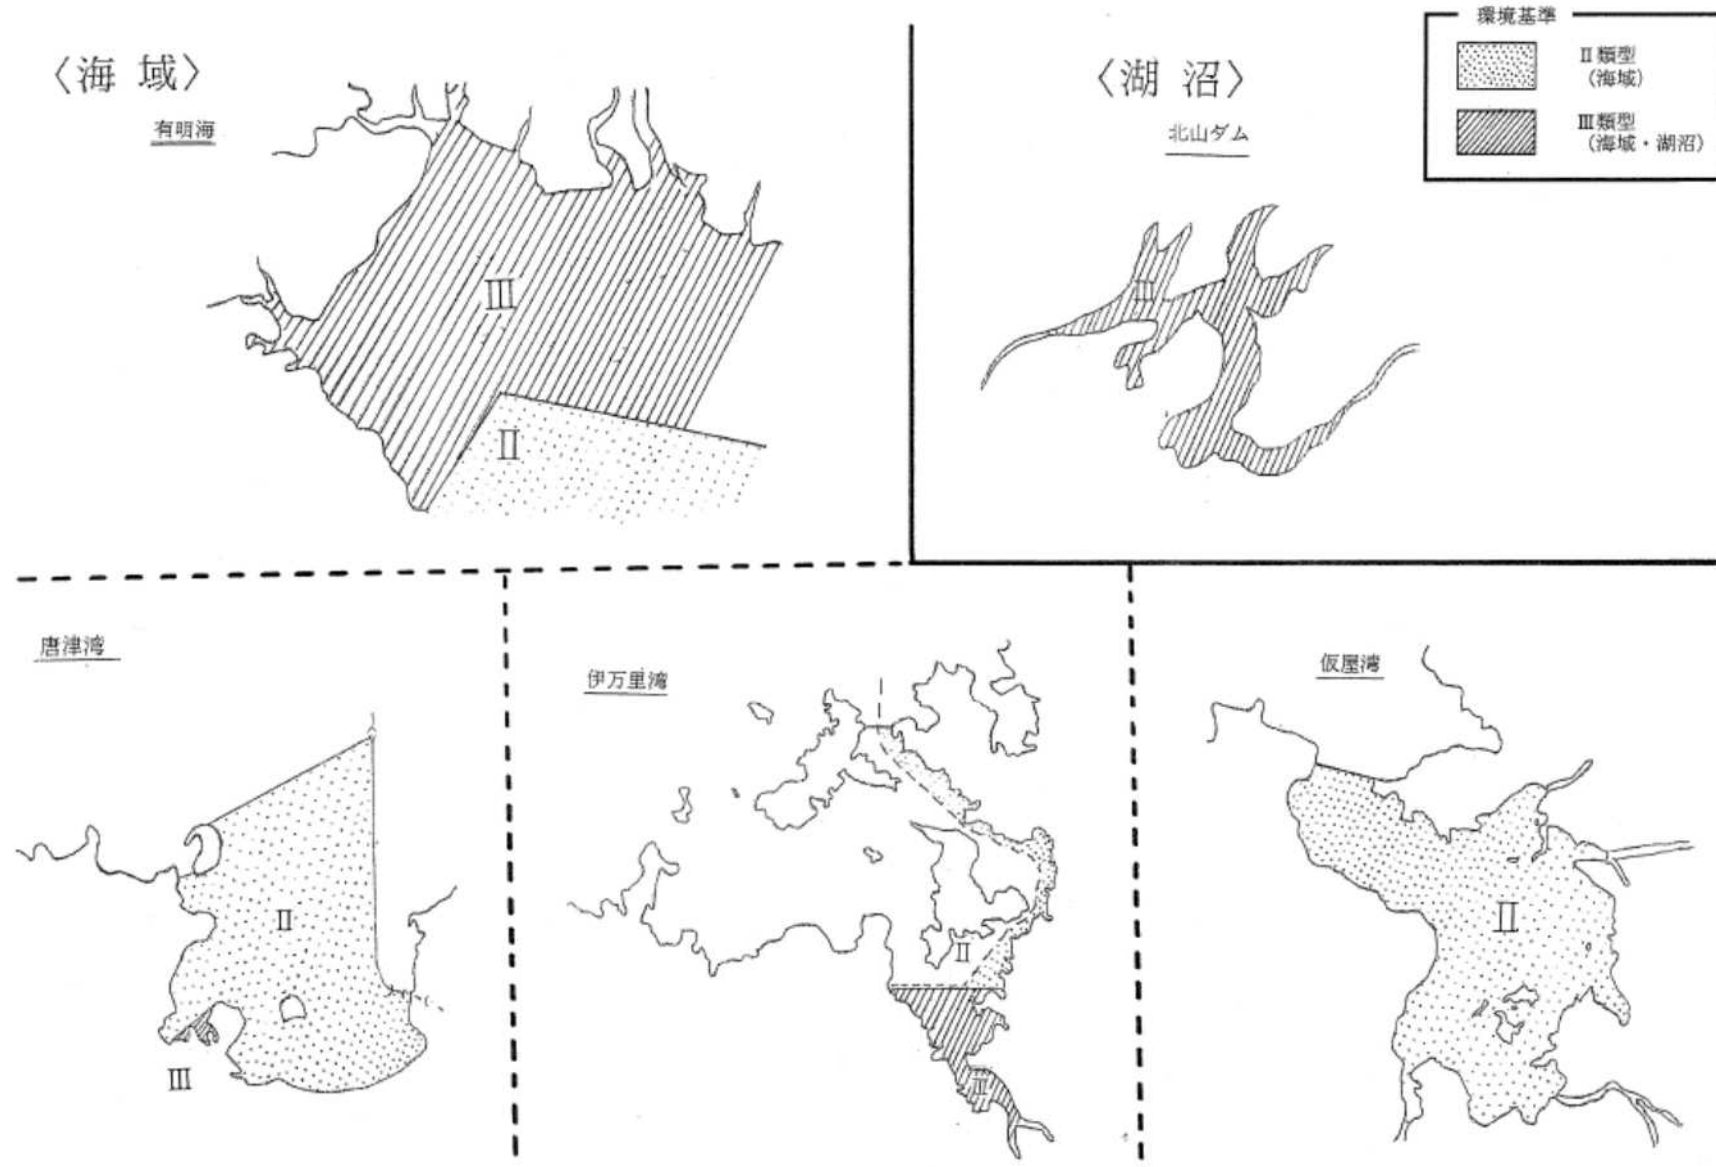 〈海 域〉
有明海
Ⅲ
Ⅱ
〈湖 沼〉
北山ダム
Ⅲ
環境基準
Ⅱ類型
(海域)
Ⅲ類型
(海域・湖沼)
唐津湾
Ⅱ
Ⅲ
伊万里湾
Ⅱ
Ⅲ
仮屋湾
Ⅱ